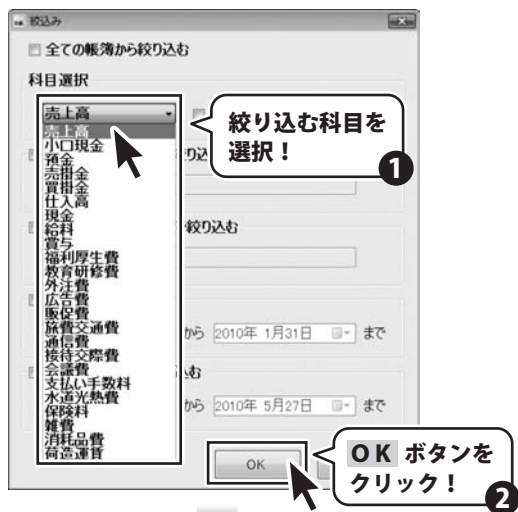 絞込み
全ての帳簿から絞り込む
科目選択
売上高
売上高
小口現金
預金
売掛金
買掛金
仕入高
現金
給料
賞与
福利厚生費
教育研修費
外注費
広告費
販促費
旅費交通費
通信費
接待交際費
会議費
支払い手数料
水道光熱費
保険料
雑費
消耗品費
荷造運賃
絞り込む科目を
選択！
1
絞り込む
から 2010年 1月31日 まで
から 2010年 5月27日 まで
OK
OK ボタンを
クリック！
2